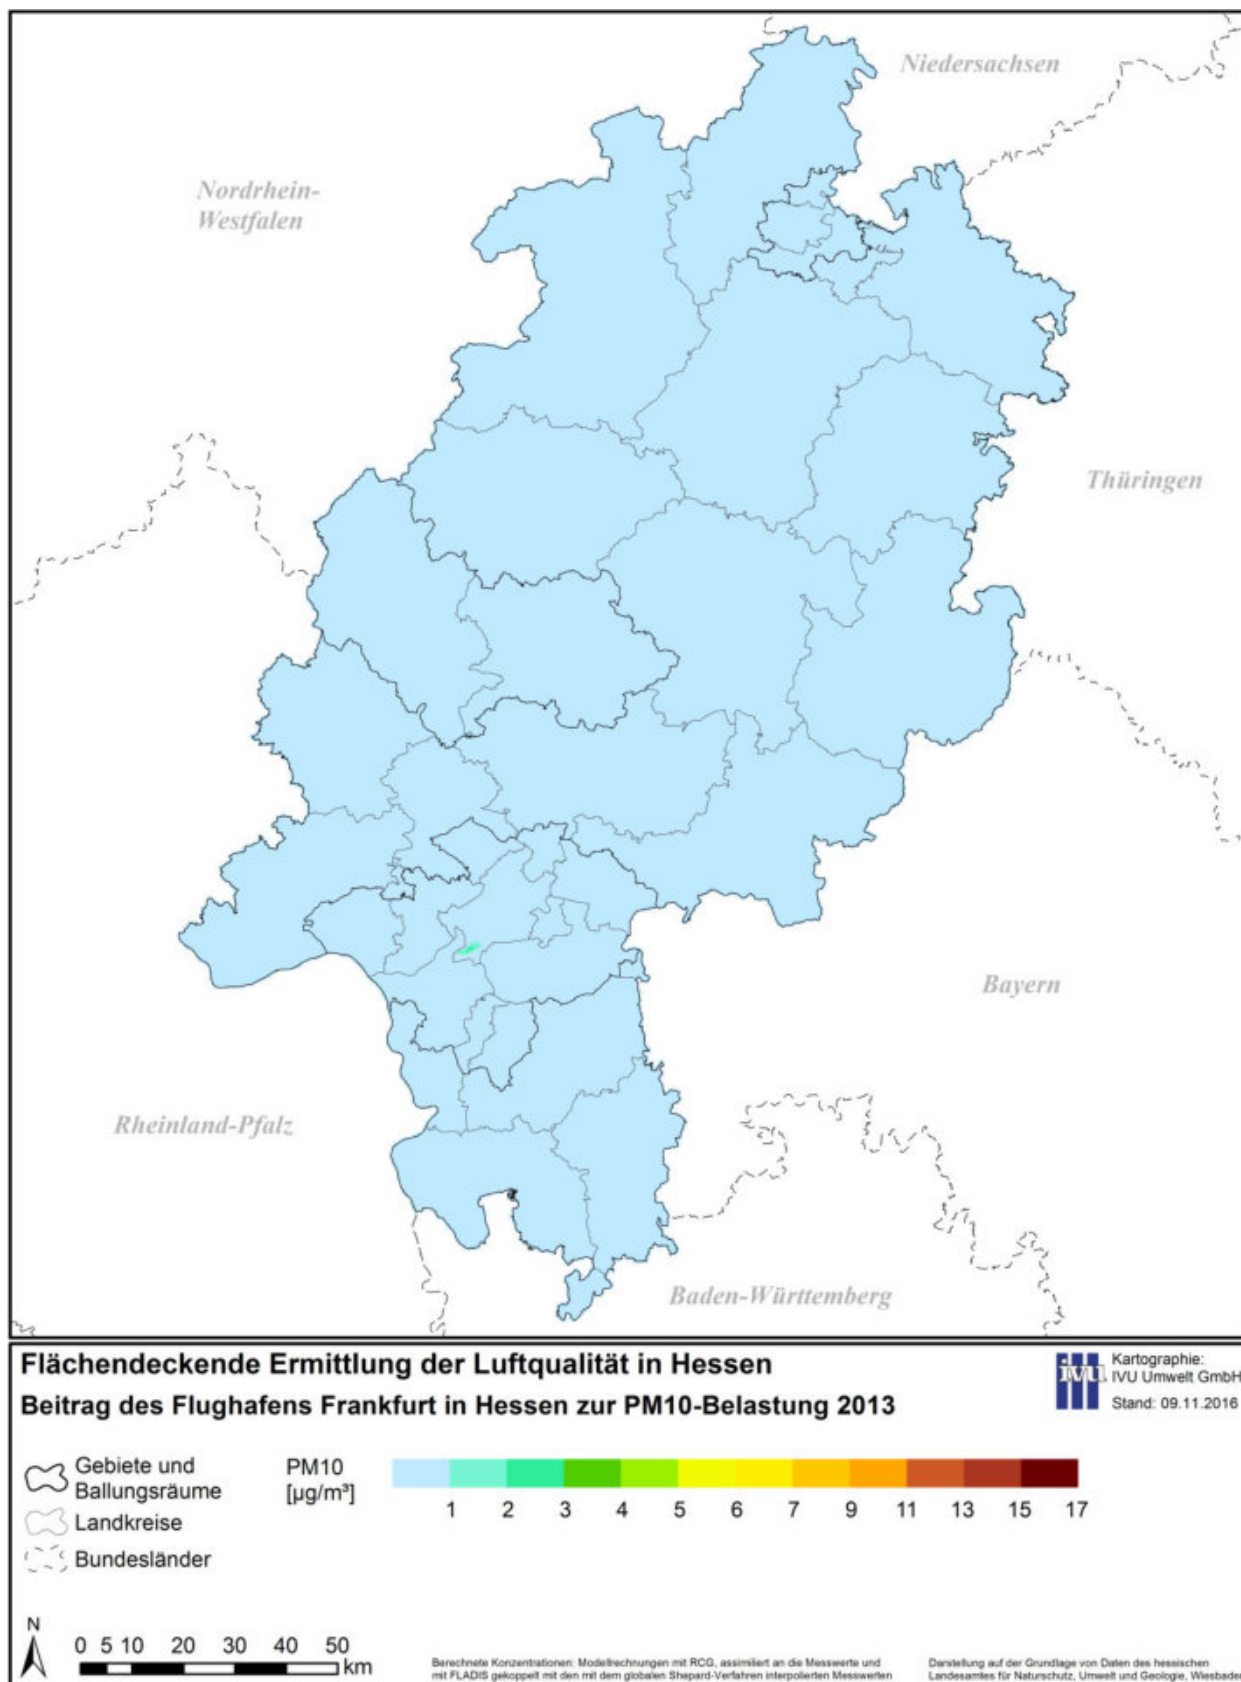 Niedersachsen
Nordrhein-
Westfalen
Thüringen
Bayern
Rheinland-Pfalz
Baden-Württemberg
Flächendeckende Ermittlung der Luftqualität in Hessen
Beitrag des Flughafens Frankfurt in Hessen zur PM10-Belastung 2013
ivu
Kartographie:
IVU Umwelt GmbH
Stand: 09.11.2016
Gebiete und
Ballungsräume
Landkreise
Bundesländer
PM10
[µg/m³]
1 2 3 4 5 6 7 9 11 13 15 17
N
0 5 10 20 30 40 50
km
Berechnete Konzentrationen: Modellrechnungen mit RCG, assimiliert an die Messwerte und
mit FLADIS gekoppelt mit den mit dem globalen Shepard-Verfahren interpolierten Messwerten
Darstellung auf der Grundlage von Daten des hessischen
Landesamtes für Naturschutz, Umwelt und Geologie, Wiesbaden